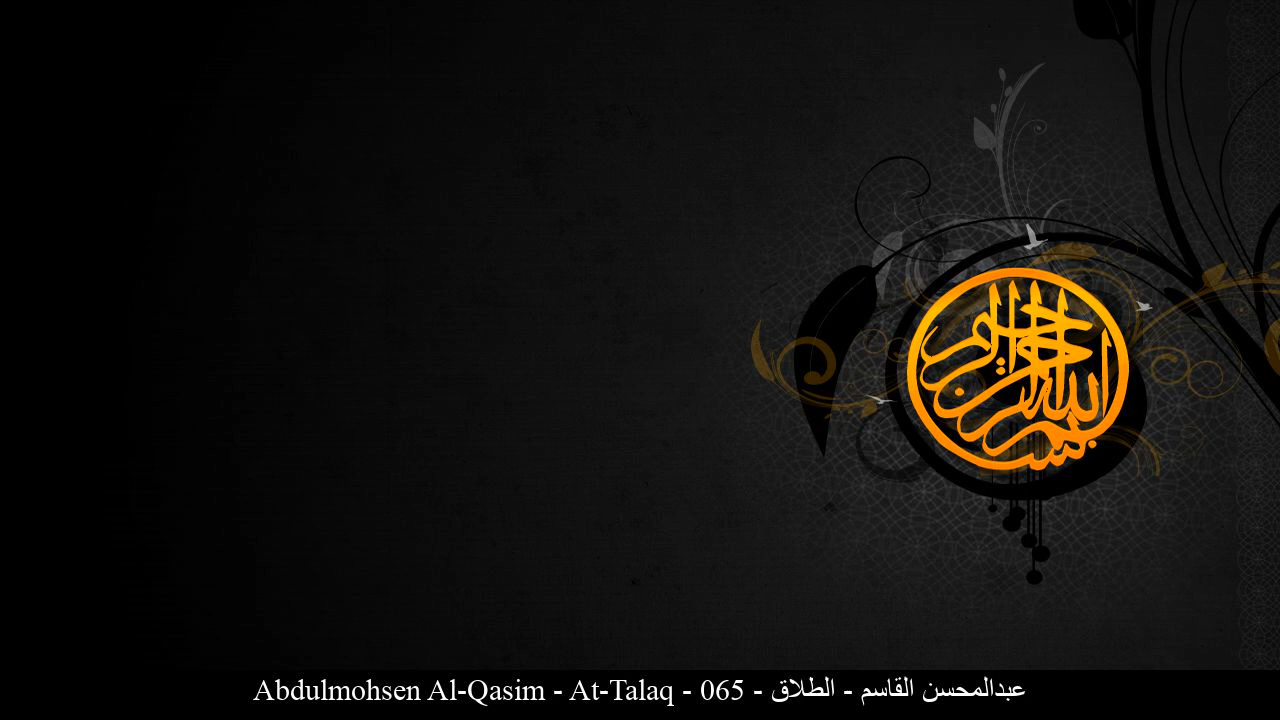 بسم الله الرحمن الرحيم
Abdulmohsen Al-Qasim - At-Talaq - 065 - عبدالمحسن القاسم - الطلاق